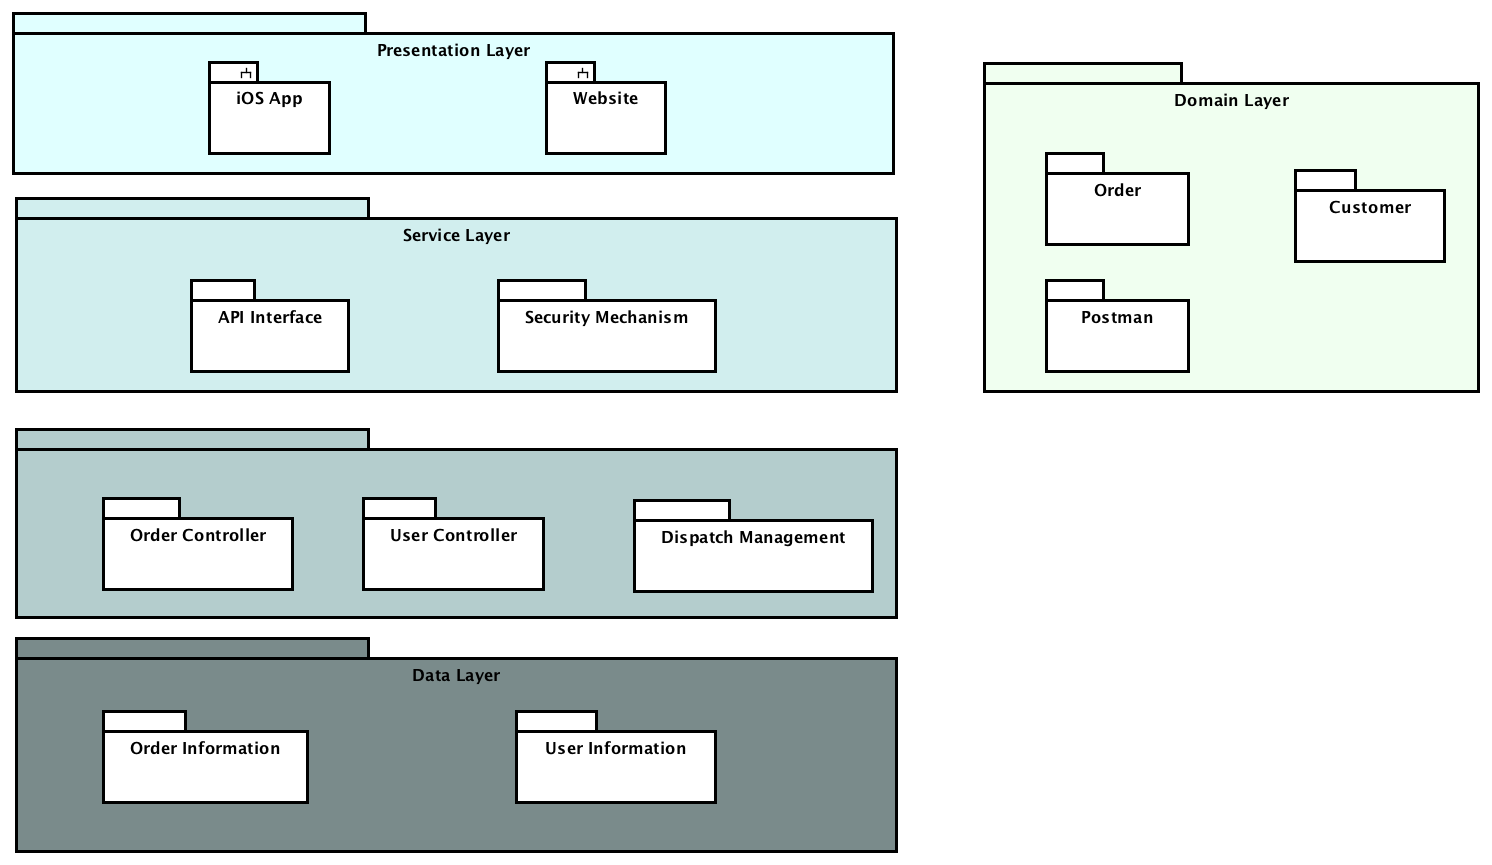 Presentation Layer
iOS App
Website
Service Layer
API Interface
Security Mechanism
Order Controller
User Controller
Dispatch Management
Data Layer
Order Information
User Information
Domain Layer
Order
Customer
Postman